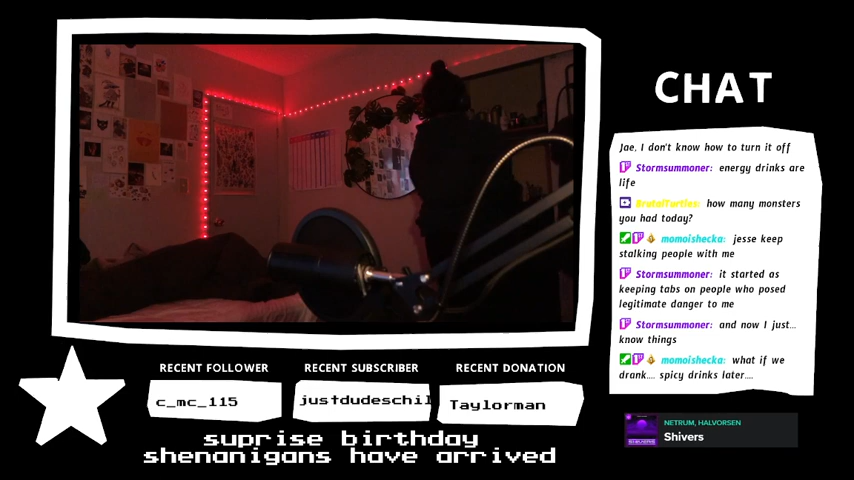 CHAT
Jae, I don't know how to turn it off
Stormsummoner: energy drinks are
life
BrutalTurtles: how many monsters
you had today?
momoishecka: jesse keep
stalking people with me
Stormsummoner: it started as
keeping tabs on people who posed
legitimate danger to me
Stormsummoner: and now I just...
know things
momoishecka: what if we
drank.... spicy drinks later....
RECENT FOLLOWER
RECENT SUBSCRIBER
RECENT DONATION
c_mc_115
justdudeschil
Taylorman
suprise birthday
shenanigans have arrived
NETRUM, HALVORSEN
Shivers